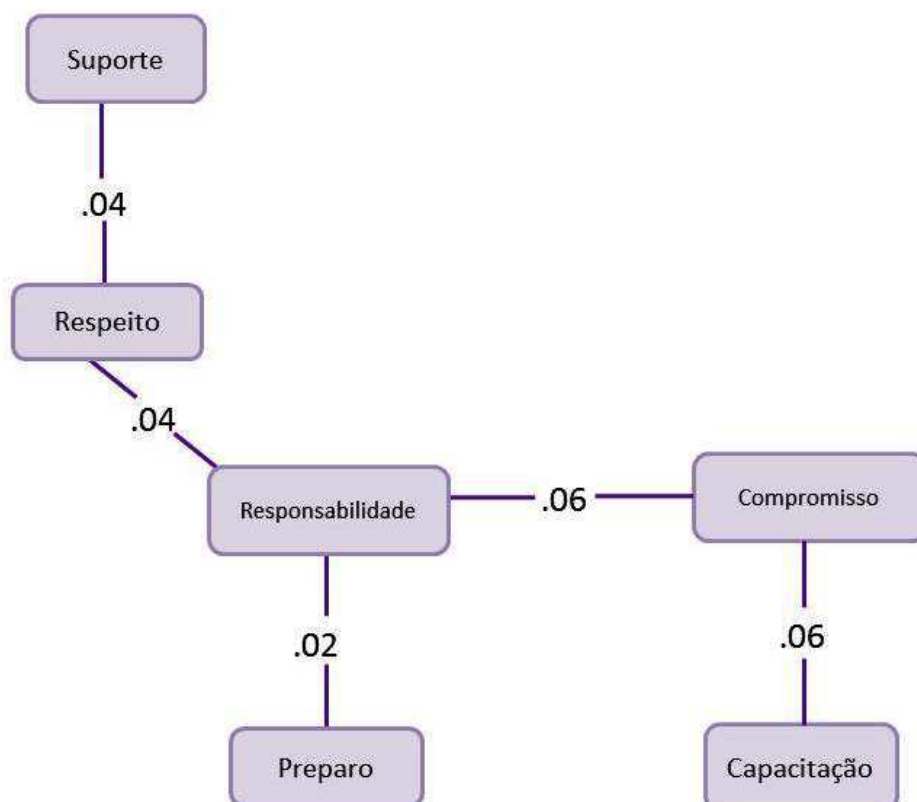 Suporte
.04
Respeito
.04
Responsabilidade
.06
Compromisso
.02
.06
Preparo
Capacitação